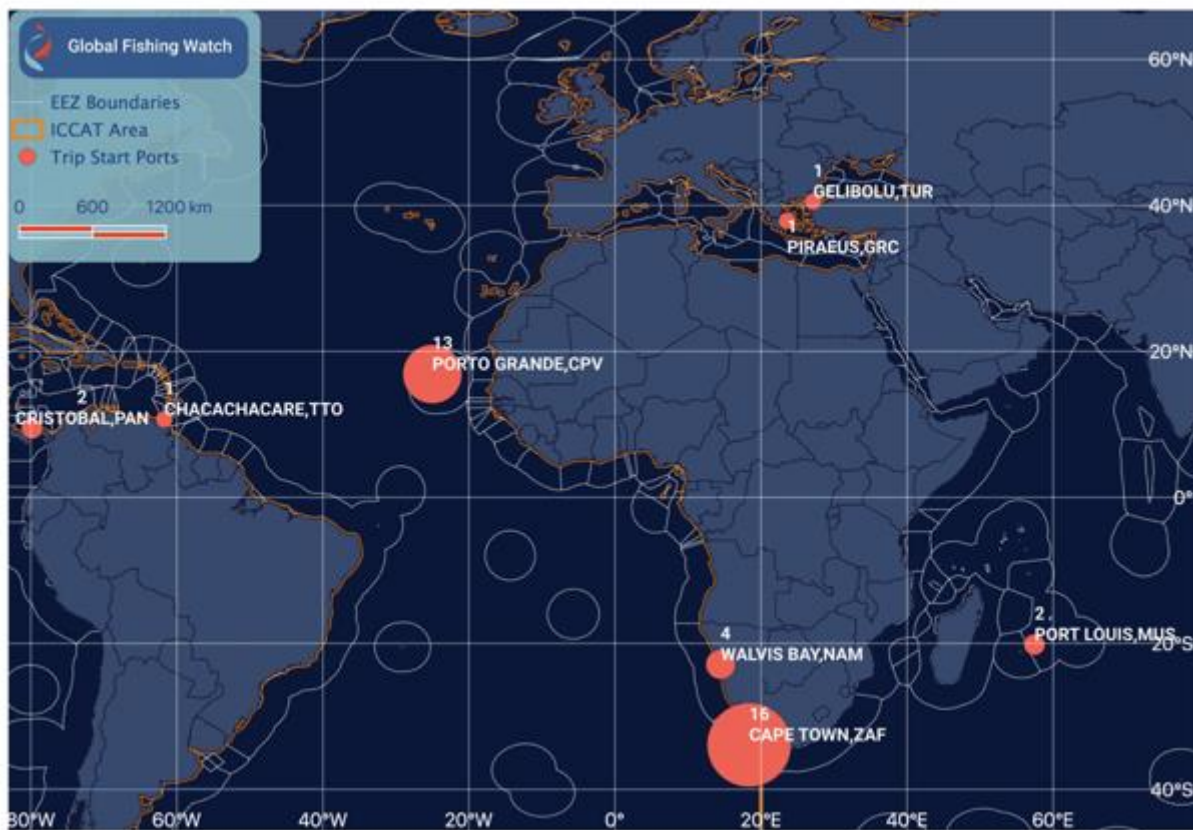 Global Fishing Watch
EEZ Boundaries
ICCAT Area
Trip Start Ports
0 600 1200 km
60°N
1
GELIBOLU,TUR
40°N
1
PIRAEUS,GRC
20°N
13
PORTO GRANDE,CPV
2
CRISTOBAL,PAN
1
CHACACHACARE,TTO
0°
2
PORT LOUIS,MUS
20°S
4
WALVIS BAY,NAM
16
CAPE TOWN,ZAF
40°S
80°W 60°W 40°W 20°W 0° 20°E 40°E 60°E